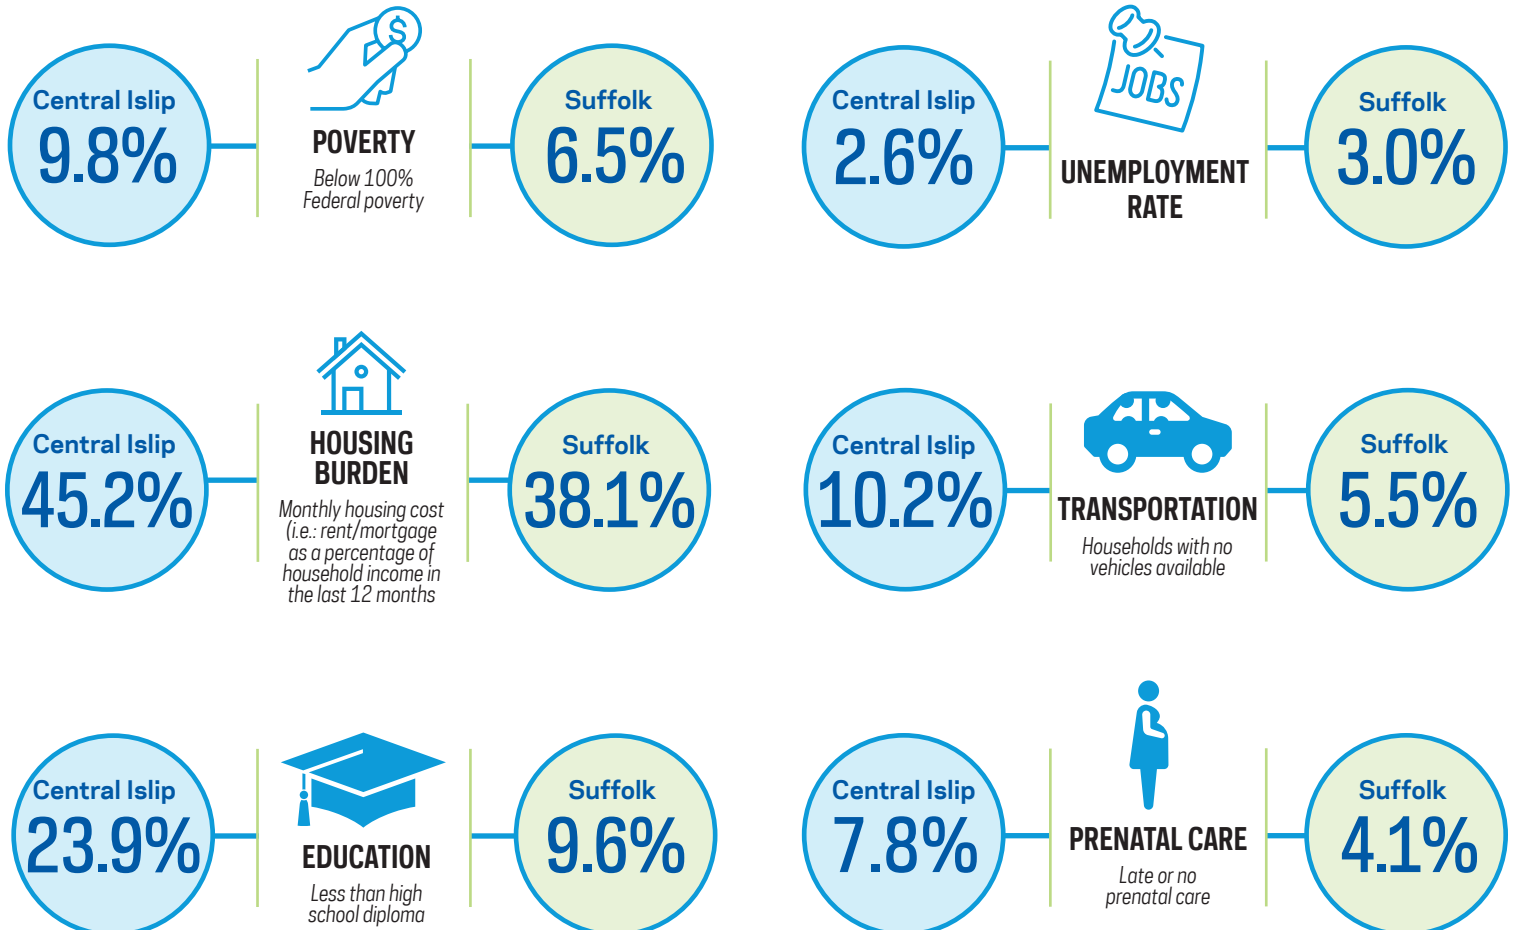 Central Islip
9.8%
$
POVERTY
Below 100%
Federal poverty
Suffolk
6.5%
Central Islip
2.6%
JOBS
UNEMPLOYMENT
RATE
Suffolk
3.0%
Central Islip
45.2%
HOUSING
BURDEN
Monthly housing cost
(i.e.: rent/mortgage
as a percentage of
household income in
the last 12 months
Suffolk
38.1%
Central Islip
10.2%
TRANSPORTATION
Households with no
vehicles available
Suffolk
5.5%
Central Islip
23.9%
EDUCATION
Less than high
school diploma
Suffolk
9.6%
Central Islip
7.8%
PRENATAL CARE
Late or no
prenatal care
Suffolk
4.1%